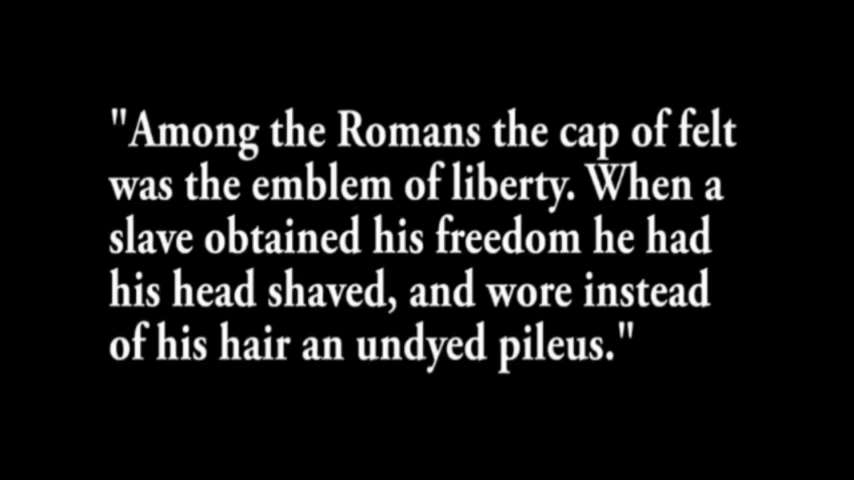 "Among the Romans the cap of felt
was the emblem of liberty. When a
slave obtained his freedom he had
his head shaved, and wore instead
of his hair an undyed pileus."